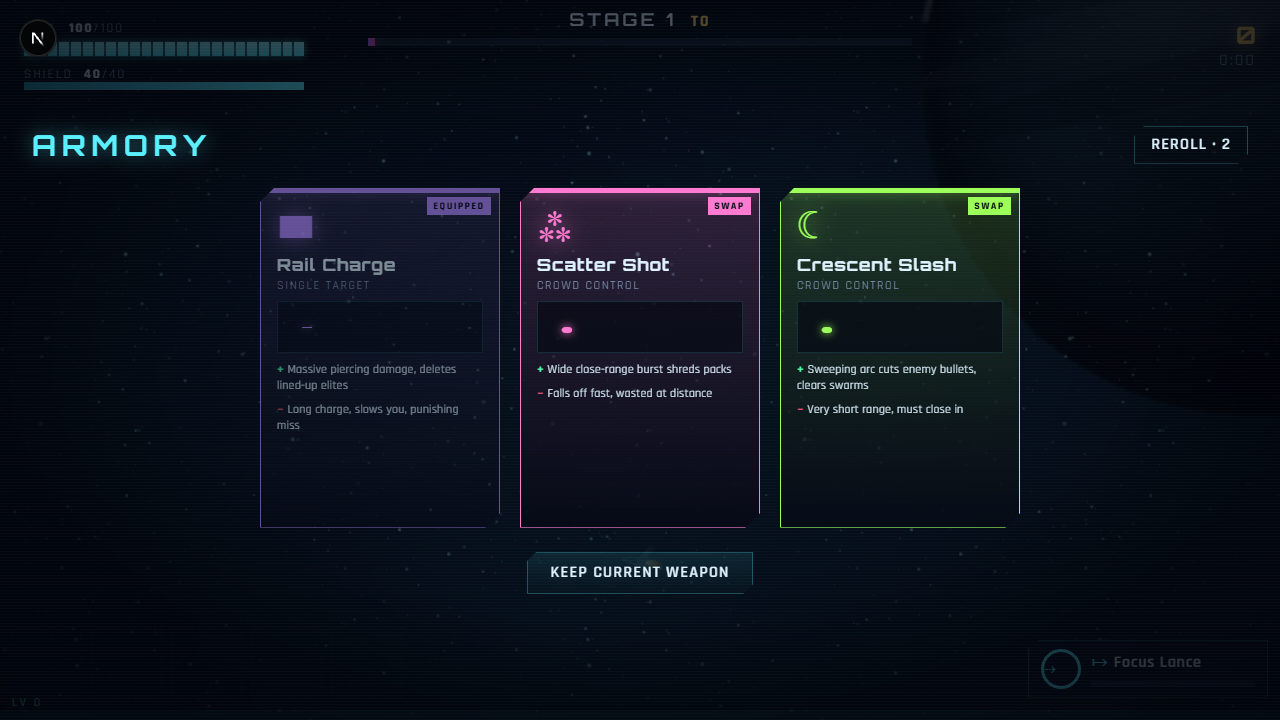 N
100/100
SHIELD 40/40
STAGE 1 TO
0:00
ARMORY
REROLL · 2
EQUIPPED
Rail Charge
SINGLE TARGET
+ Massive piercing damage, deletes
lined-up elites
− Long charge, slows you, punishing
miss
SWAP
Scatter Shot
CROWD CONTROL
+ Wide close-range burst shreds packs
− Falls off fast, wasted at distance
SWAP
Crescent Slash
CROWD CONTROL
+ Sweeping arc cuts enemy bullets,
clears swarms
− Very short range, must close in
KEEP CURRENT WEAPON
↦ Focus Lance
LV 0